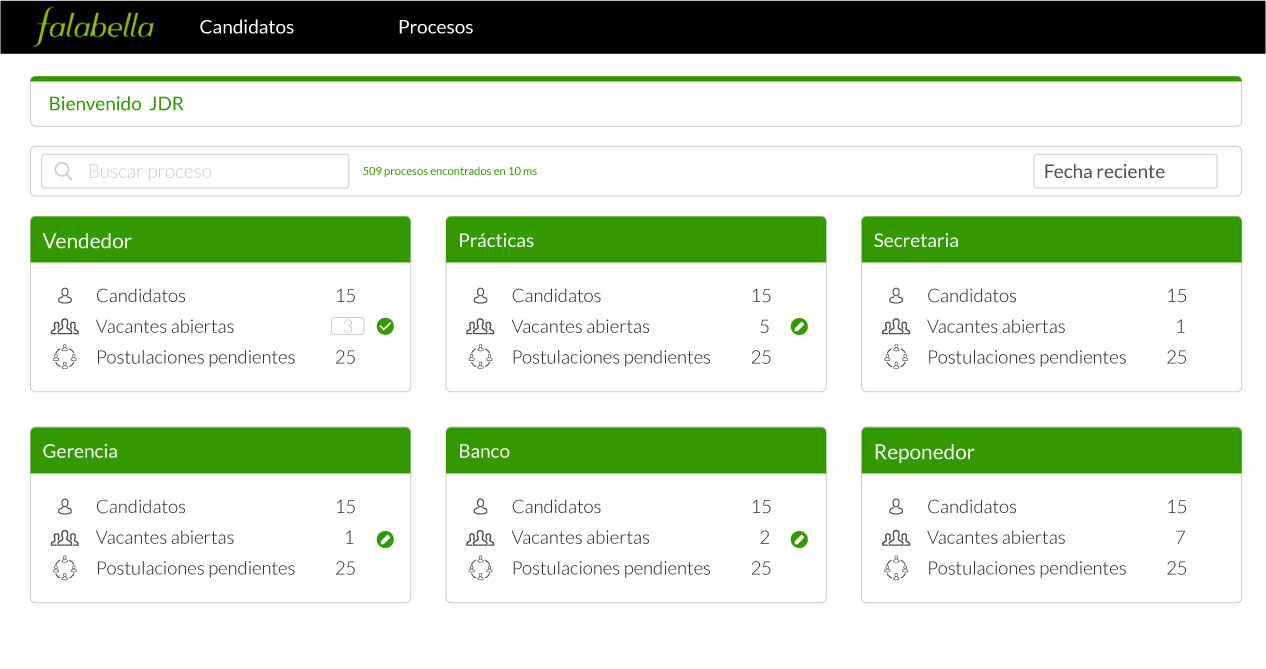 falabella Candidatos Procesos
Bienvenido JDR
Buscar proceso 509 procesos encontrados en 10 ms Fecha reciente
Vendedor
Candidatos 15
Vacantes abiertas 3
Postulaciones pendientes 25
Prácticas
Candidatos 15
Vacantes abiertas 5
Postulaciones pendientes 25
Secretaria
Candidatos 15
Vacantes abiertas 1
Postulaciones pendientes 25
Gerencia
Candidatos 15
Vacantes abiertas 1
Postulaciones pendientes 25
Banco
Candidatos 15
Vacantes abiertas 2
Postulaciones pendientes 25
Reponedor
Candidatos 15
Vacantes abiertas 7
Postulaciones pendientes 25